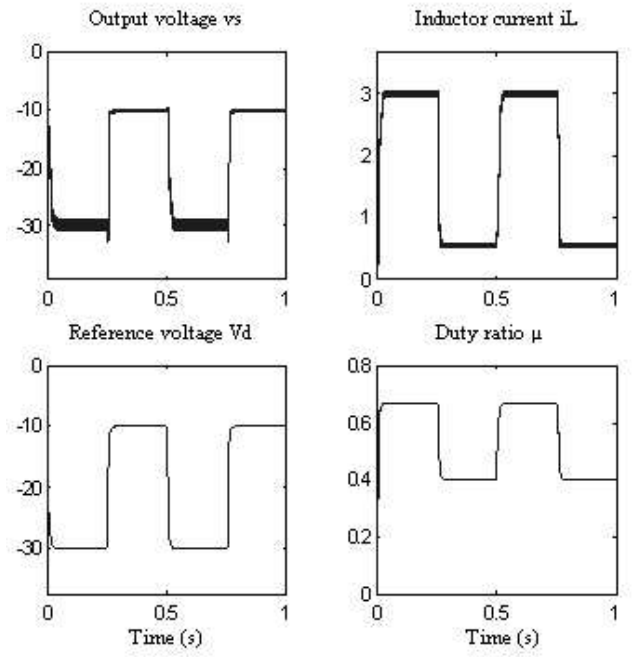 Output voltage vs
0
-10
-20
-30
0 0.5 1
Inductor current iL
3
2
1
0
0 0.5 1
Reference voltage Vd
0
-10
-20
-30
0 0.5 1
Time (s)
Duty ratio μ
0.8
0.6
0.4
0.2
0
0 0.5 1
Time (s)